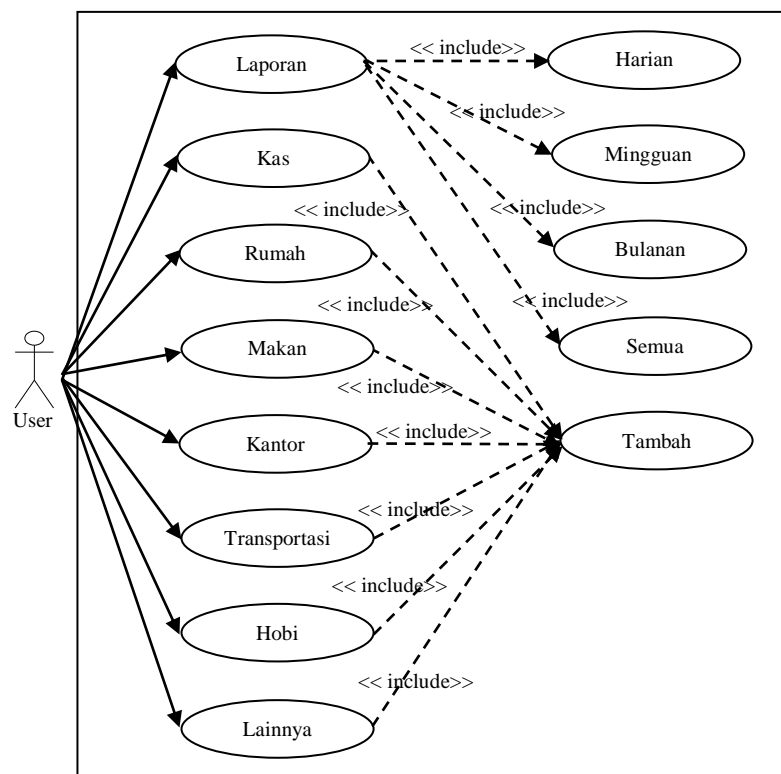 Laporan
<< include>>
Harian
<< include>>
Kas
Mingguan
<< include>>
<< include>>
Rumah
Bulanan
<< include>>
<< include>>
Makan
Semua
<< include>>
User
Kantor
<< include>>
Tambah
<< include>>
Transportasi
<< include>>
Hobi
<< include>>
Lainnya